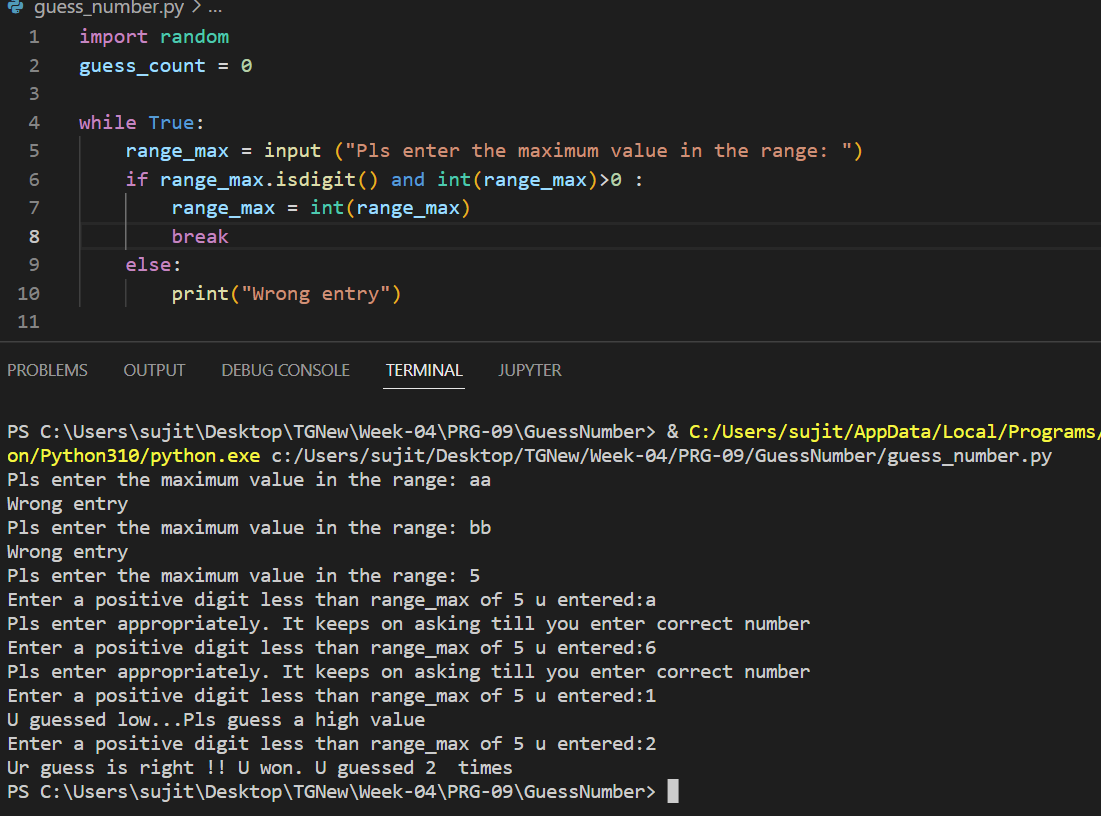 guess_number.py > ...
1 import random
2 guess_count = 0
3
4 while True:
5     range_max = input ("Pls enter the maximum value in the range: ")
6     if range_max.isdigit() and int(range_max)>0 :
7         range_max = int(range_max)
8         break
9     else:
10         print("Wrong entry")
11
PROBLEMS OUTPUT DEBUG CONSOLE TERMINAL JUPYTER
PS C:\Users\sujit\Desktop\TGNew\Week-04\PRG-09\GuessNumber> & C:/Users/sujit/AppData/Local/Programs/
on/Python310/python.exe c:/Users/sujit/Desktop/TGNew/Week-04/PRG-09/GuessNumber/guess_number.py
Pls enter the maximum value in the range: aa
Wrong entry
Pls enter the maximum value in the range: bb
Wrong entry
Pls enter the maximum value in the range: 5
Enter a positive digit less than range_max of 5 u entered:a
Pls enter appropriately. It keeps on asking till you enter correct number
Enter a positive digit less than range_max of 5 u entered:6
Pls enter appropriately. It keeps on asking till you enter correct number
Enter a positive digit less than range_max of 5 u entered:1
U guessed low...Pls guess a high value
Enter a positive digit less than range_max of 5 u entered:2
Ur guess is right !! U won. U guessed 2  times
PS C:\Users\sujit\Desktop\TGNew\Week-04\PRG-09\GuessNumber>